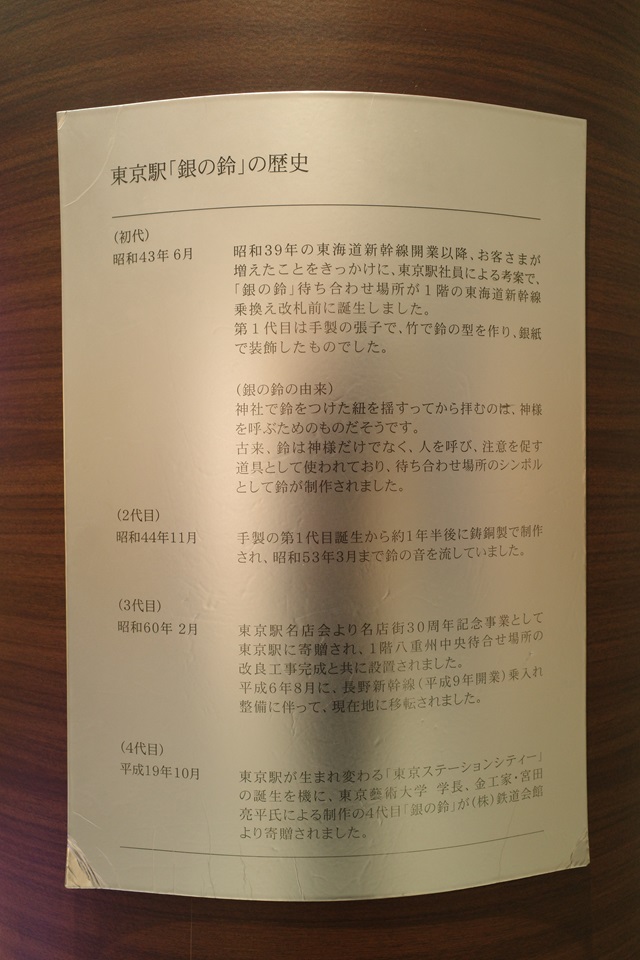 東京駅「銀の鈴」の歴史
(初代)
昭和43年 6月
昭和39年の東海道新幹線開業以降、お客さまが
増えたことをきっかけに、東京駅社員による考案で、
「銀の鈴」待ち合わせ場所が1階の東海道新幹線
乗換え改札前に誕生しました。
第1代目は手製の張子で、竹で鈴の型を作り、銀紙
で装飾したものでした。
(銀の鈴の由来)
神社で鈴をつけた紐を揺すってから拝むのは、神様
を呼ぶためのものだそうです。
古来、鈴は神様だけでなく、人を呼び、注意を促す
道具として使われており、待ち合わせ場所のシンボル
として鈴が制作されました。
(2代目)
昭和44年11月
手製の第1代目誕生から約1年半後に鋳銅製で制作
され、昭和53年3月まで鈴の音を流していました。
(3代目)
昭和60年 2月
東京駅名店会より名店街30周年記念事業として
東京駅に寄贈され、1階八重州中央待合せ場所の
改良工事完成と共に設置されました。
平成6年8月に、長野新幹線(平成9年開業)乗入れ
整備に伴って、現在地に移転されました。
(4代目)
平成19年10月
東京駅が生まれ変わる「東京ステーションシティー」
の誕生を機に、東京藝術大学 学長、金工家・宮田
亮平氏による制作の4代目「銀の鈴」が(株)鉄道会館
より寄贈されました。